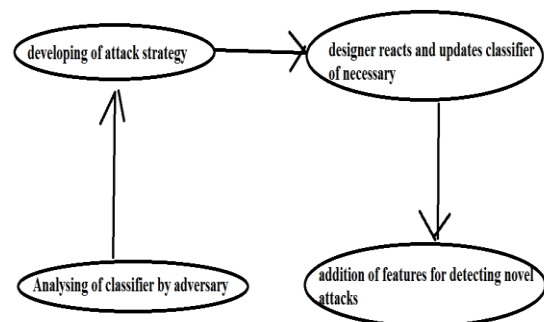 developing of attack strategy
designer reacts and updates classifier
of necessary
Analysing of classifier by adversary
addition of features for detecting novel
attacks